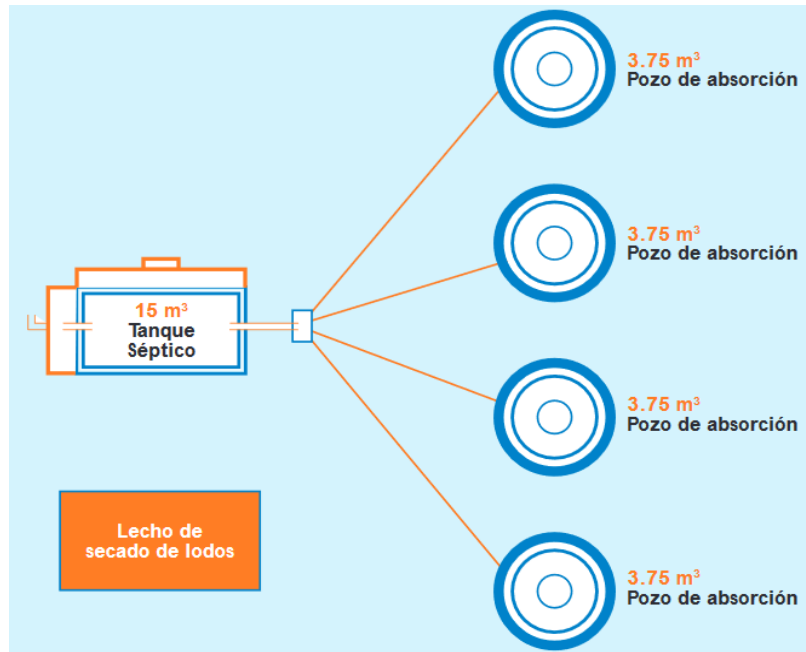 3.75 m³
Pozo de absorción
3.75 m³
Pozo de absorción
15 m³
Tanque
Séptico
3.75 m³
Pozo de absorción
Lecho de
secado de lodos
3.75 m³
Pozo de absorción